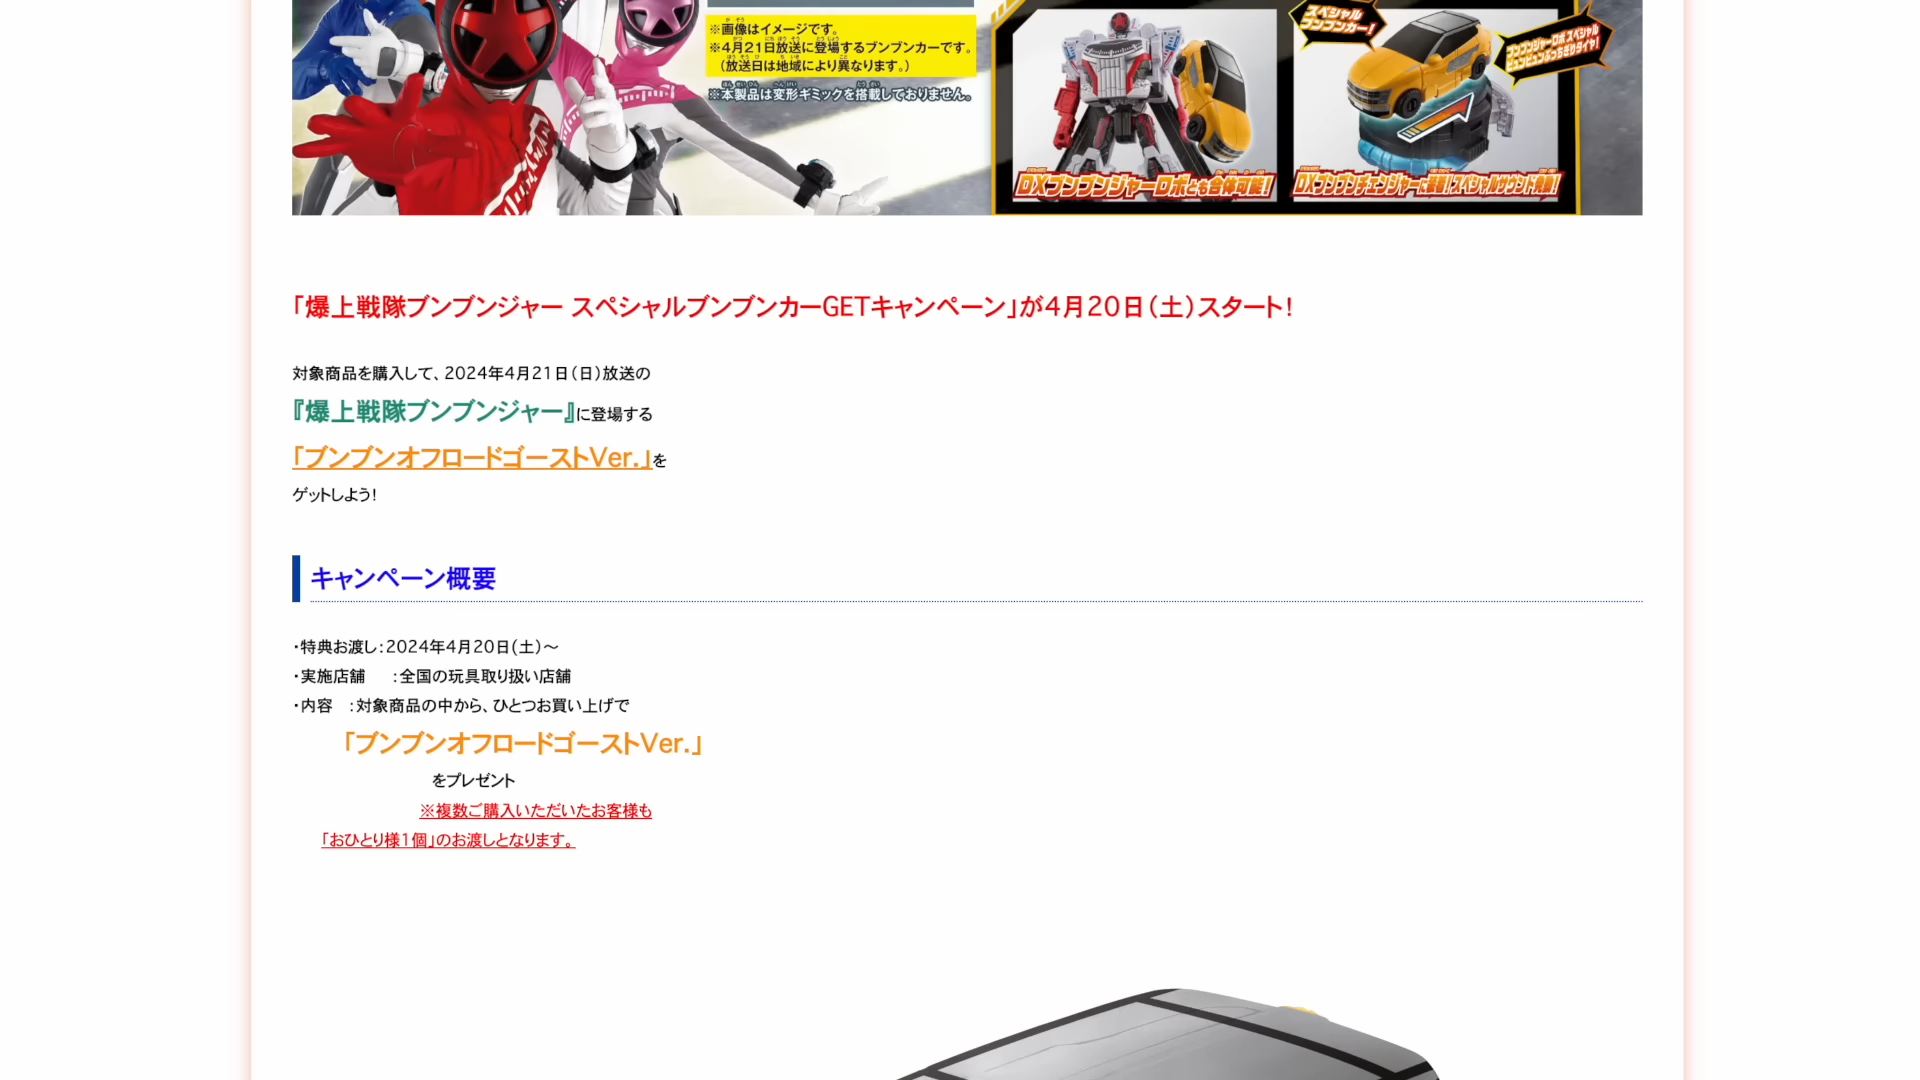 ※画像はイメージです。
※4月21日放送に登場するブンブンカーです。
(放送日は地域により異なります。)
※本製品は変形ギミックを搭載しておりません。
スペシャル
ブンブンカー!
ブンブンジャーロボ スペシャル
ビュンビュンぶっちぎりタイヤ!
DXブンブンジャーロボとも合体可能!
DXブンブンチェンジャーに装着!スペシャルサウンド発動!
「爆上戦隊ブンブンジャー スペシャルブンブンカーGETキャンペーン」が4月20日(土)スタート!
対象商品を購入して、2024年4月21日(日)放送の
『爆上戦隊ブンブンジャー』に登場する
「ブンブンオフロードゴーストVer.」を
ゲットしよう!
キャンペーン概要
・特典お渡し:2024年4月20日(土)～
・実施店舗 :全国の玩具取り扱い店舗
・内容 :対象商品の中から、ひとつお買い上げで
「ブンブンオフロードゴーストVer.」
をプレゼント
※複数ご購入いただいたお客様も
「おひとり様1個」のお渡しとなります。